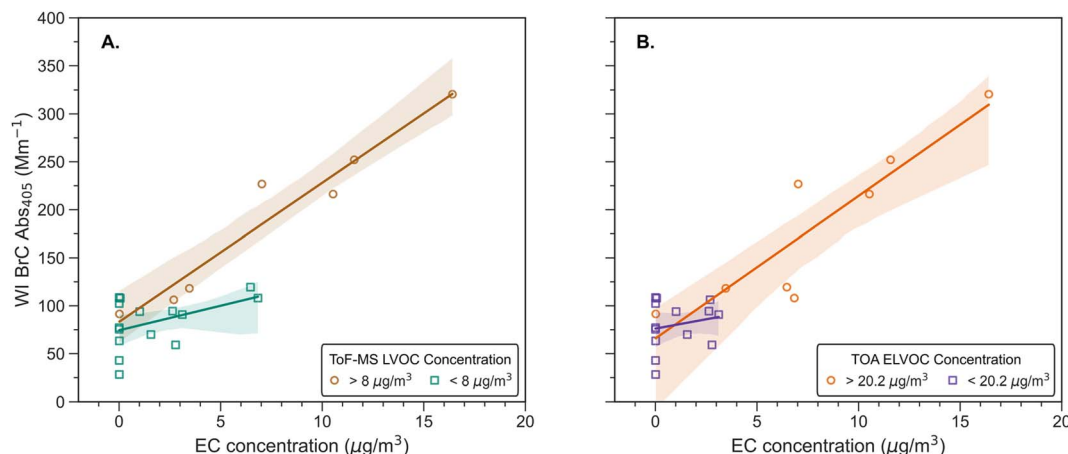 A.
WI BrC Abs₄₀₅ (Mm⁻¹)
400
350
300
250
200
150
100
50
0
0 5 10 15 20
EC concentration (μg/m³)
ToF-MS LVOC Concentration
> 8 μg/m³ < 8 μg/m³
B.
0 5 10 15 20
EC concentration (μg/m³)
TOA ELVOC Concentration
> 20.2 μg/m³ < 20.2 μg/m³